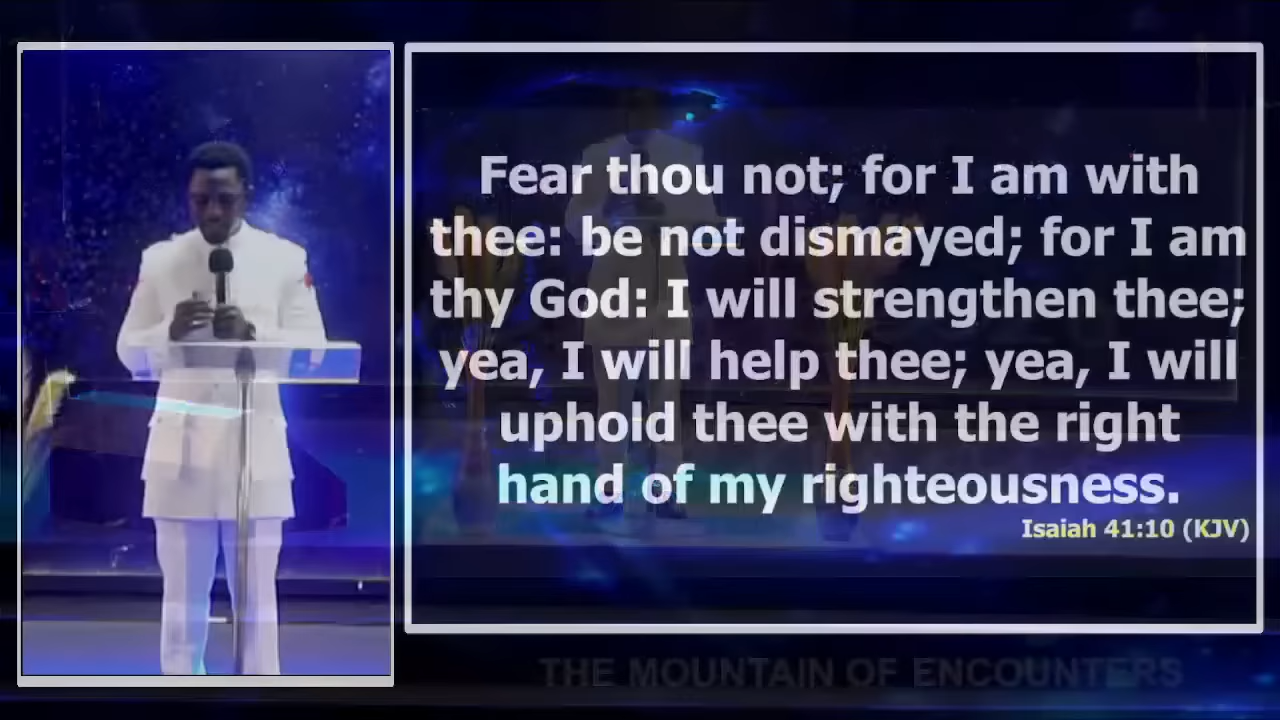 Fear thou not; for I am with
thee: be not dismayed; for I am
thy God: I will strengthen thee;
yea, I will help thee; yea, I will
uphold thee with the right
hand of my righteousness.
Isaiah 41:10 (KJV)
THE MOUNTAIN OF ENCOUNTERS